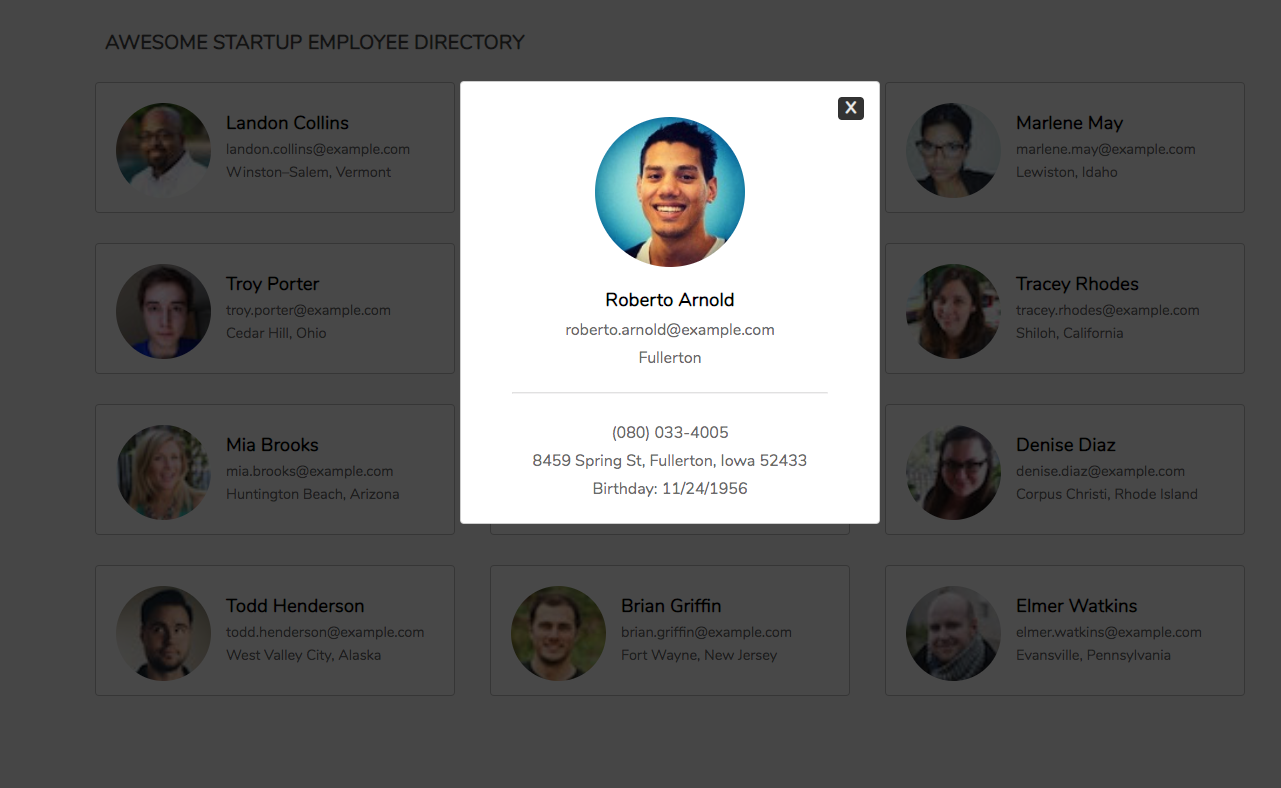 AWESOME STARTUP EMPLOYEE DIRECTORY
Landon Collins
landon.collins@example.com
Winston–Salem, Vermont
X
Roberto Arnold
roberto.arnold@example.com
Fullerton
(080) 033-4005
8459 Spring St, Fullerton, Iowa 52433
Birthday: 11/24/1956
Marlene May
marlene.may@example.com
Lewiston, Idaho
Troy Porter
troy.porter@example.com
Cedar Hill, Ohio
Tracey Rhodes
tracey.rhodes@example.com
Shiloh, California
Mia Brooks
mia.brooks@example.com
Huntington Beach, Arizona
Denise Diaz
denise.diaz@example.com
Corpus Christi, Rhode Island
Todd Henderson
todd.henderson@example.com
West Valley City, Alaska
Brian Griffin
brian.griffin@example.com
Fort Wayne, New Jersey
Elmer Watkins
elmer.watkins@example.com
Evansville, Pennsylvania